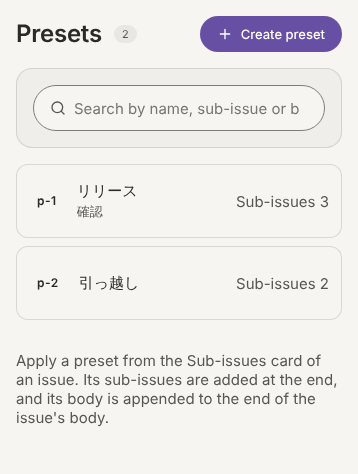 Presets 2
Create preset
Search by name, sub-issue or b
p-1
リリース
確認
Sub-issues 3
p-2
引っ越し
Sub-issues 2
Apply a preset from the Sub-issues card of
an issue. Its sub-issues are added at the end,
and its body is appended to the end of the
issue's body.